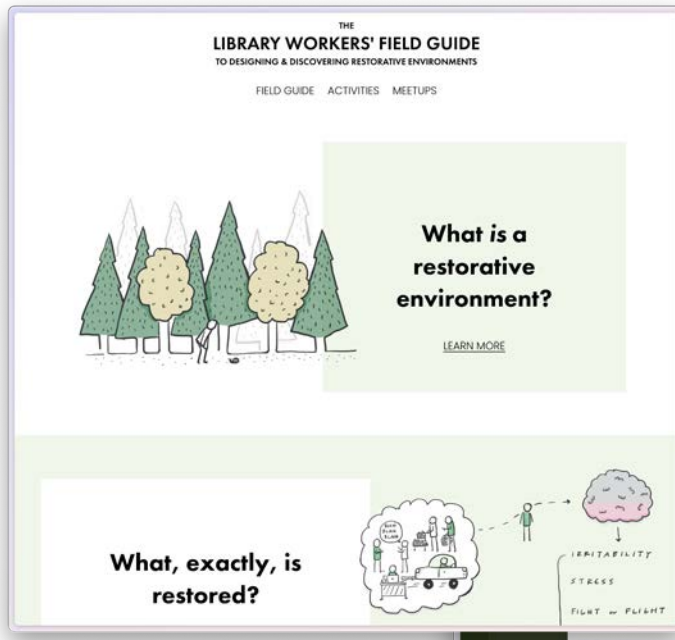 THE
LIBRARY WORKERS' FIELD GUIDE
TO DESIGNING & DISCOVERING RESTORATIVE ENVIRONMENTS
FIELD GUIDE ACTIVITIES MEETUPS
What is a
restorative
environment?
LEARN MORE
What, exactly, is
restored?
BLAH
BLAH
BLAH
IRRITABILITY
STRESS
FIGHT or FLIGHT